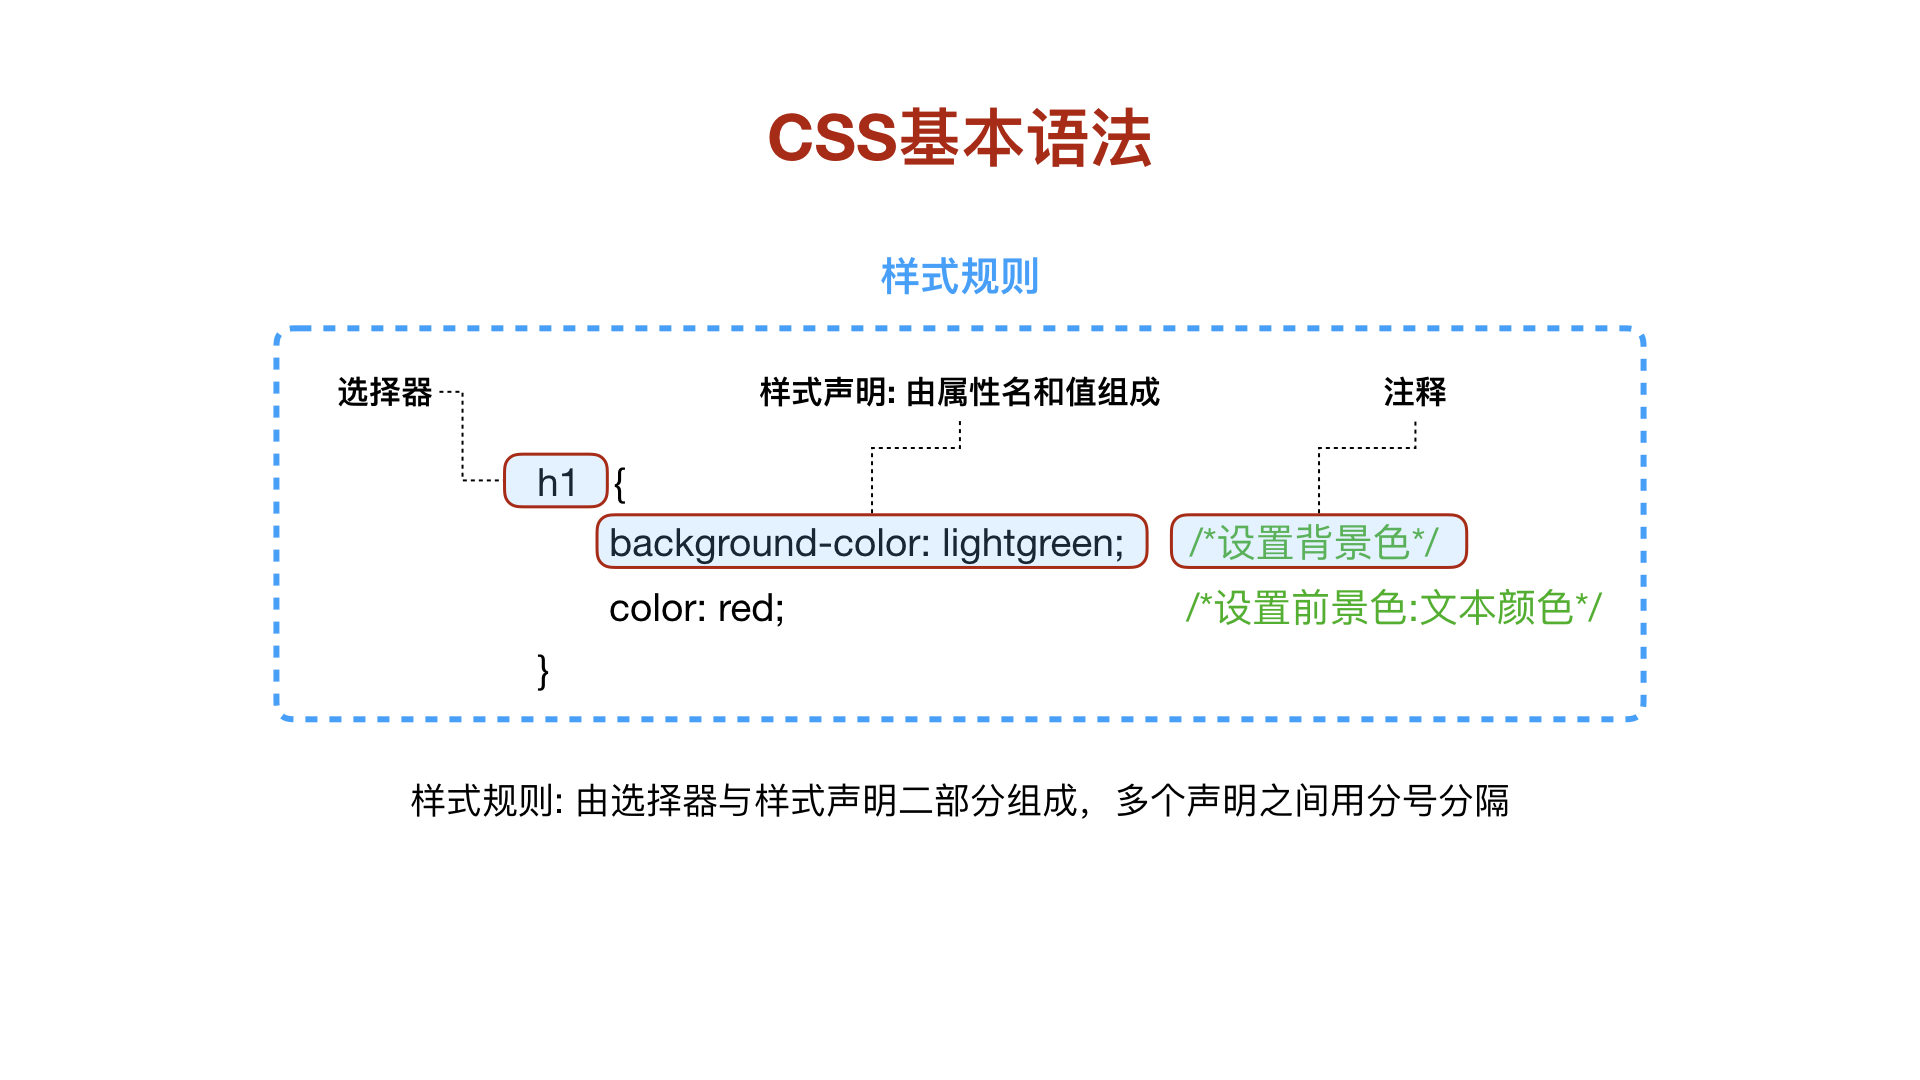 CSS基本语法
样式规则
选择器
样式声明: 由属性名和值组成
注释
h1 {
background-color: lightgreen; /*设置背景色*/
color: red; /*设置前景色:文本颜色*/
}
样式规则: 由选择器与样式声明二部分组成，多个声明之间用分号分隔